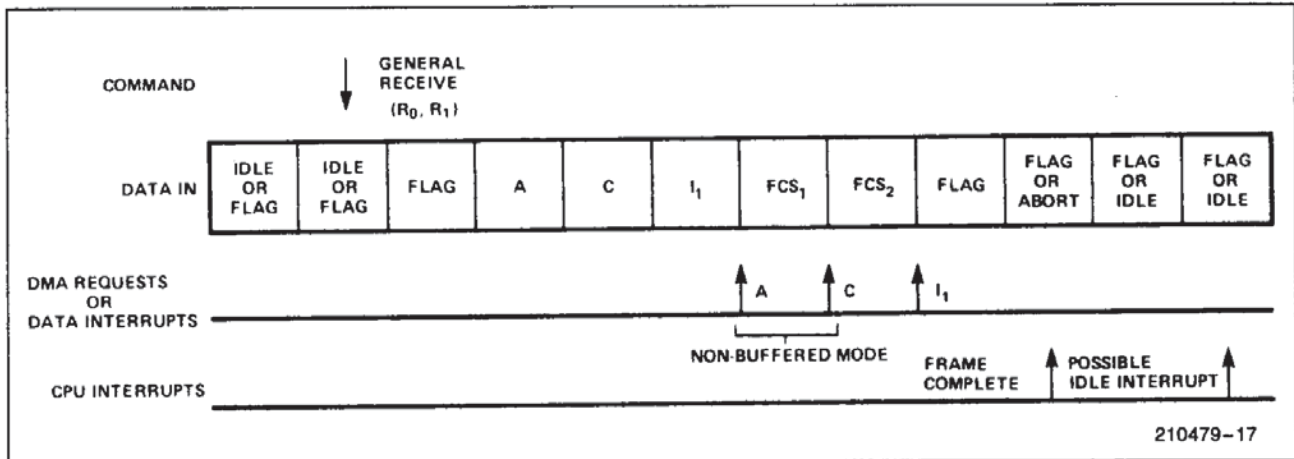 COMMAND
GENERAL
RECEIVE
(R₀, R₁)
DATA IN
IDLE OR FLAG
IDLE OR FLAG
FLAG
A
C
I₁
FCS₁
FCS₂
FLAG
FLAG OR ABORT
FLAG OR IDLE
FLAG OR IDLE
DMA REQUESTS
OR
DATA INTERRUPTS
A
C
I₁
NON-BUFFERED MODE
CPU INTERRUPTS
FRAME
COMPLETE
POSSIBLE
IDLE INTERRUPT
210479-17